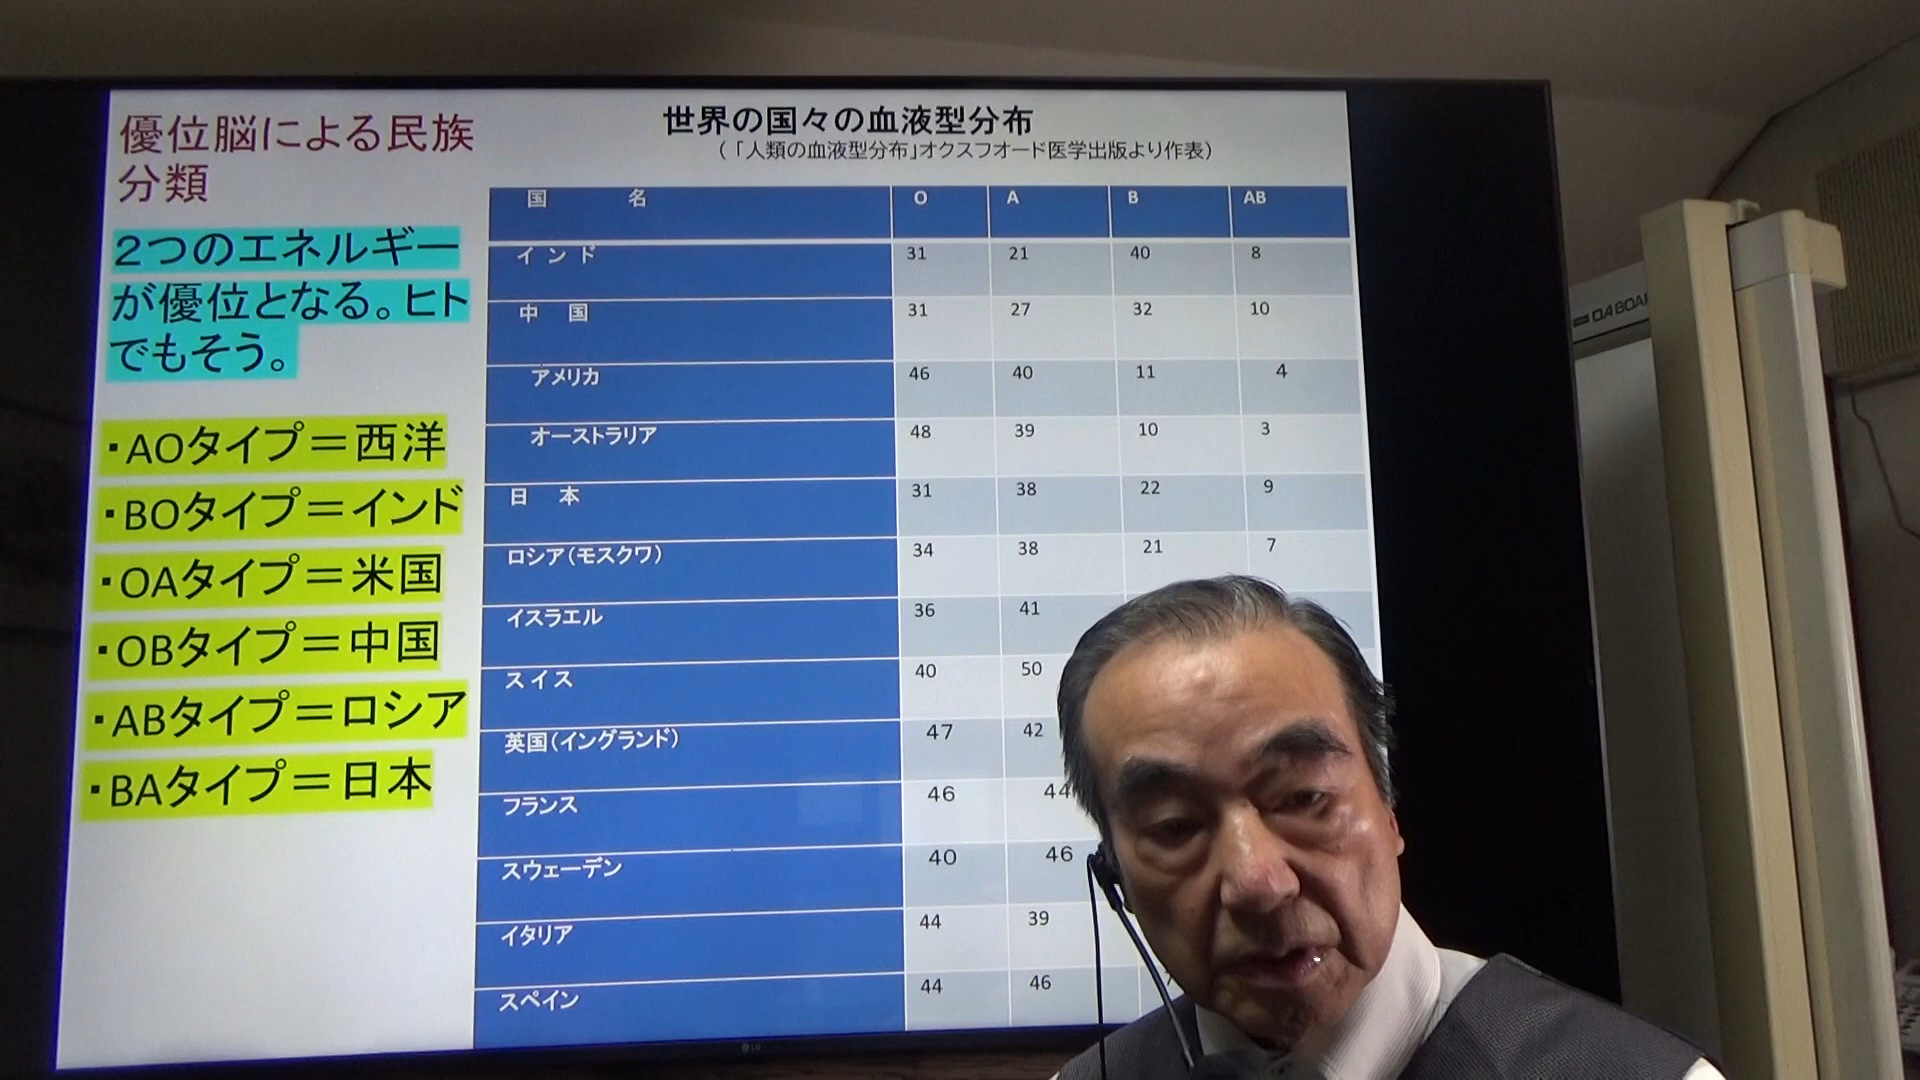 優位脳による民族
分類
2つのエネルギー
が優位となる。ヒト
でもそう。
・AOタイプ＝西洋
・BOタイプ＝インド
・OAタイプ＝米国
・OBタイプ＝中国
・ABタイプ＝ロシア
・BAタイプ＝日本
世界の国々の血液型分布
（「人類の血液型分布」オクスフオード医学出版より作表）
国 名 O A B AB
インド 31 21 40 8
中 国 31 27 32 10
アメリカ 46 40 11 4
オーストラリア 48 39 10 3
日 本 31 38 22 9
ロシア（モスクワ） 34 38 21 7
イスラエル 36 41
スイス 40 50
英国（イングランド） 47 42
フランス 46 44
スウェーデン 40 46
イタリア 44 39
スペイン 44 46
LG